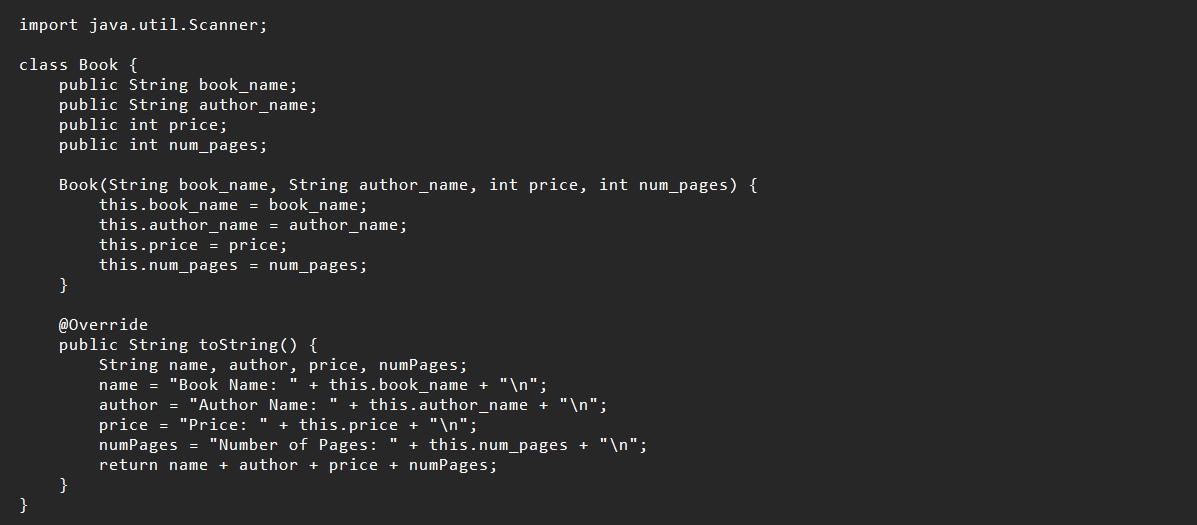 import java.util.Scanner;

class Book {
    public String book_name;
    public String author_name;
    public int price;
    public int num_pages;

    Book(String book_name, String author_name, int price, int num_pages) {
        this.book_name = book_name;
        this.author_name = author_name;
        this.price = price;
        this.num_pages = num_pages;
    }

    @Override
    public String toString() {
        String name, author, price, numPages;
        name = "Book Name: " + this.book_name + "\n";
        author = "Author Name: " + this.author_name + "\n";
        price = "Price: " + this.price + "\n";
        numPages = "Number of Pages: " + this.num_pages + "\n";
        return name + author + price + numPages;
    }
}